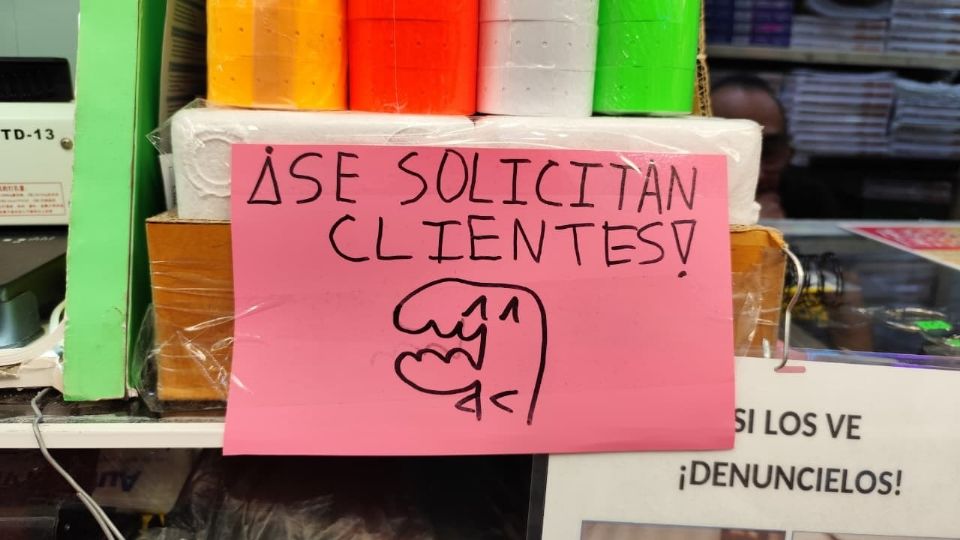 TD-13
¡SE SOLICITAN
CLIENTES!
SI LOS VE
¡DENUNCIELOS!